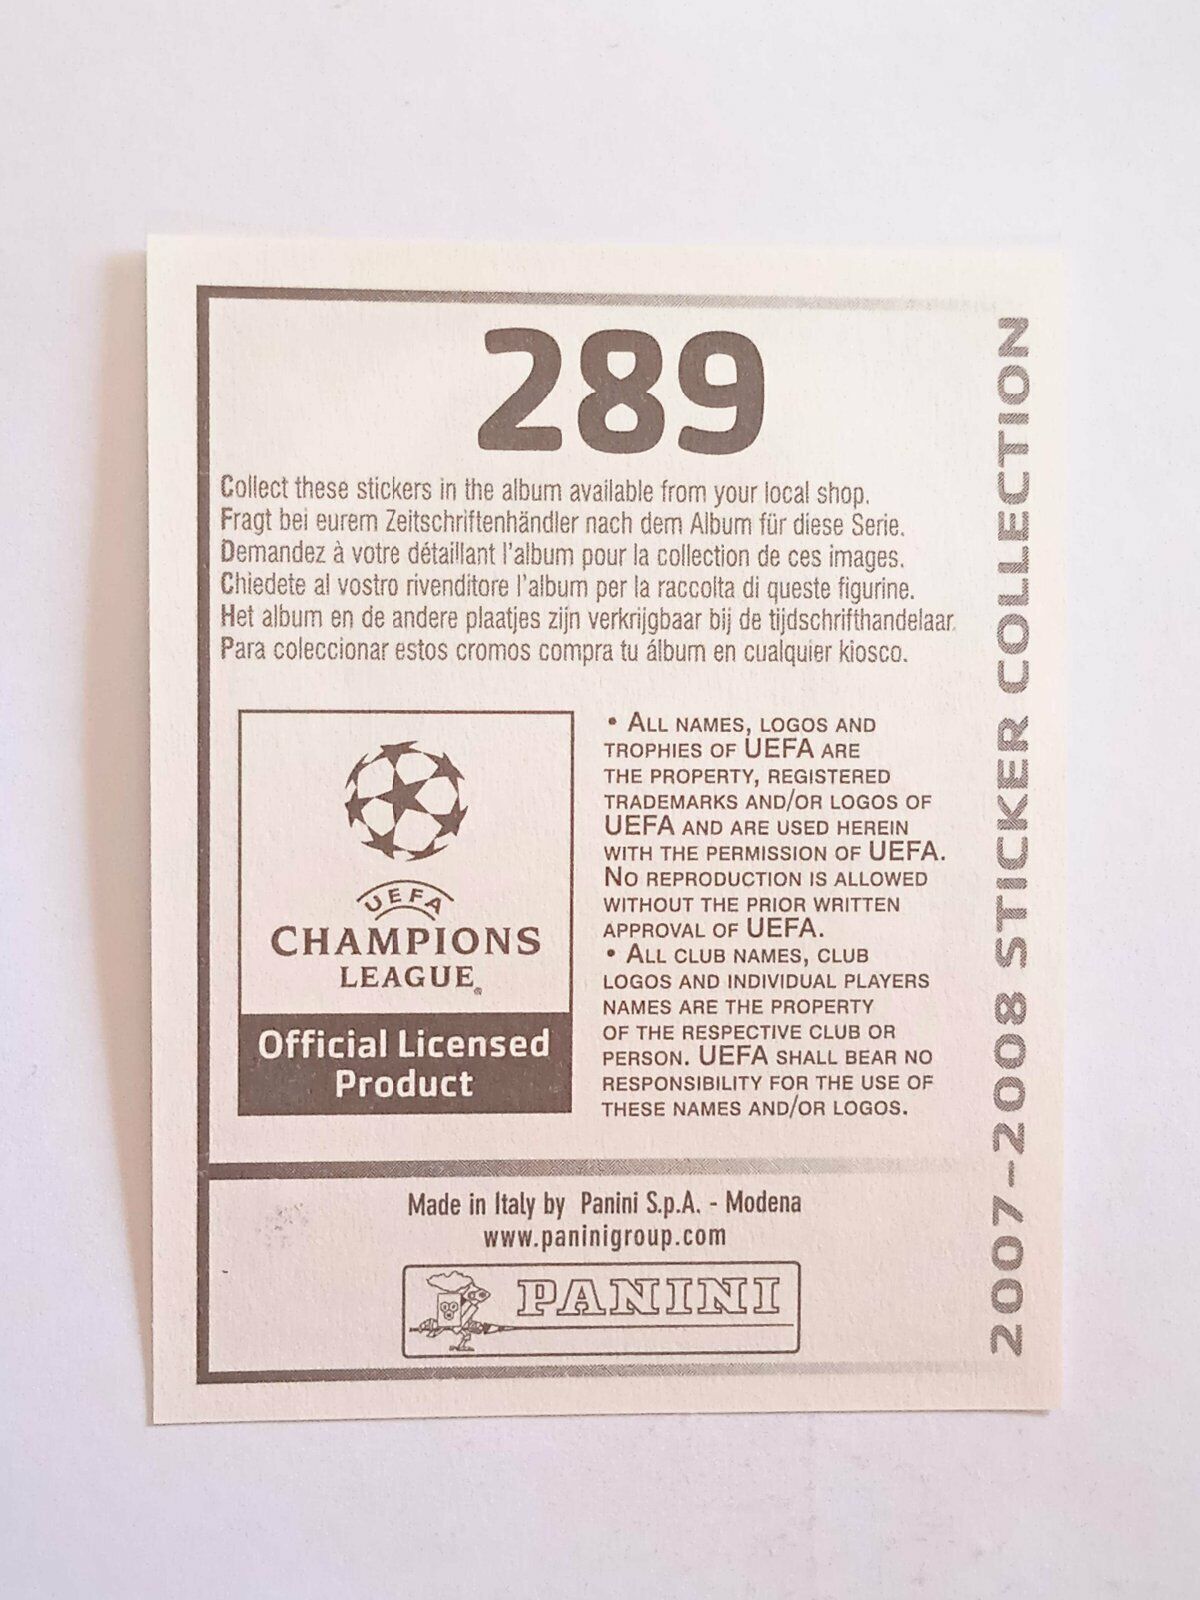 289
Collect these stickers in the album available from your local shop.
Fragt bei eurem Zeitschriftenhändler nach dem Album für diese Serie.
Demandez à votre détaillant l'album pour la collection de ces images.
Chiedete al vostro rivenditore l'album per la raccolta di queste figurine.
Het album en de andere plaatjes zijn verkrijgbaar bij de tijdschrifthandelaar.
Para coleccionar estos cromos compra tu álbum en cualquier kiosco.
UEFA
CHAMPIONS
LEAGUE®
Official Licensed
Product
• ALL NAMES, LOGOS AND
TROPHIES OF UEFA ARE
THE PROPERTY, REGISTERED
TRADEMARKS AND/OR LOGOS OF
UEFA AND ARE USED HEREIN
WITH THE PERMISSION OF UEFA.
NO REPRODUCTION IS ALLOWED
WITHOUT THE PRIOR WRITTEN
APPROVAL OF UEFA.
• ALL CLUB NAMES, CLUB
LOGOS AND INDIVIDUAL PLAYERS
NAMES ARE THE PROPERTY
OF THE RESPECTIVE CLUB OR
PERSON. UEFA SHALL BEAR NO
RESPONSIBILITY FOR THE USE OF
THESE NAMES AND/OR LOGOS.
Made in Italy by Panini S.p.A. - Modena
www.paninigroup.com
PANINI
2007-2008 STICKER COLLECTION